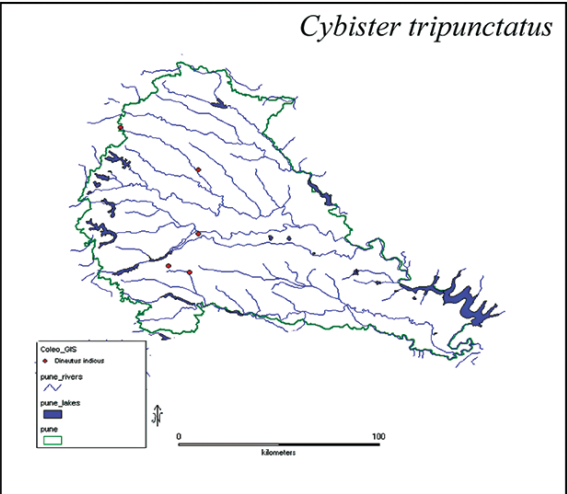 Cybister tripunctatus
Coleo_GIS
Dineutus indicus
pune_rivers
pune_lakes
pune
0 100
kilometers